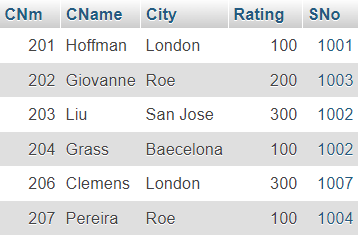 CNm CName City Rating SNo
201 Hoffman London 100 1001
202 Giovanne Roe 200 1003
203 Liu San Jose 300 1002
204 Grass Baecelona 100 1002
206 Clemens London 300 1007
207 Pereira Roe 100 1004